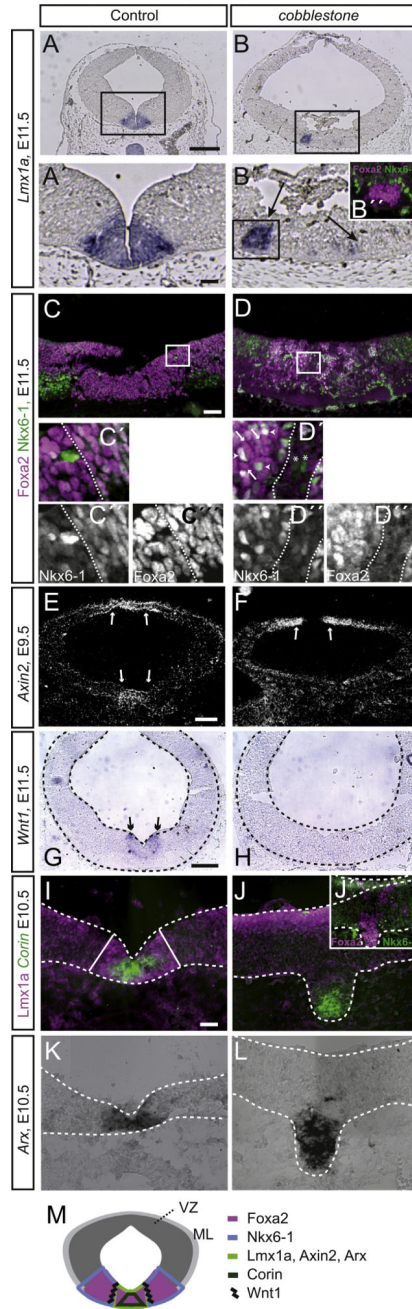 Control
cobblestone
Lmx1a, E11.5
A
B
A´
B´
Foxa2 Nkx6-
B´´
Foxa2 Nkx6-1, E11.5
C
D
C´
D´
C´´
C´´´
D´´
D´´´
Nkx6-1
Foxa2
Nkx6-1
Foxa2
Axin2, E9.5
E
F
Wnt1, E11.5
G
H
Lmx1a Corin E10.5
I
J
J´
Foxa2 Nkx6-
Arx, E10.5
K
L
M
VZ
ML
Foxa2
Nkx6-1
Lmx1a, Axin2, Arx
Corin
Wnt1